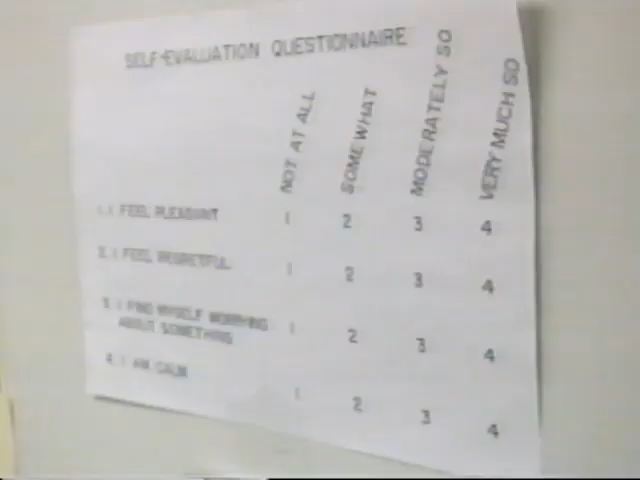 SELF-EVALUATION QUESTIONNAIRE
NOT AT ALL
SOMEWHAT
MODERATELY SO
VERY MUCH SO
1. I FEEL PLEASANT 1 2 3 4
2. I FEEL REGRETFUL 1 2 3 4
3. I FIND MYSELF WORRYING
ABOUT SOMETHING 1 2 3 4
4. I AM CALM 1 2 3 4